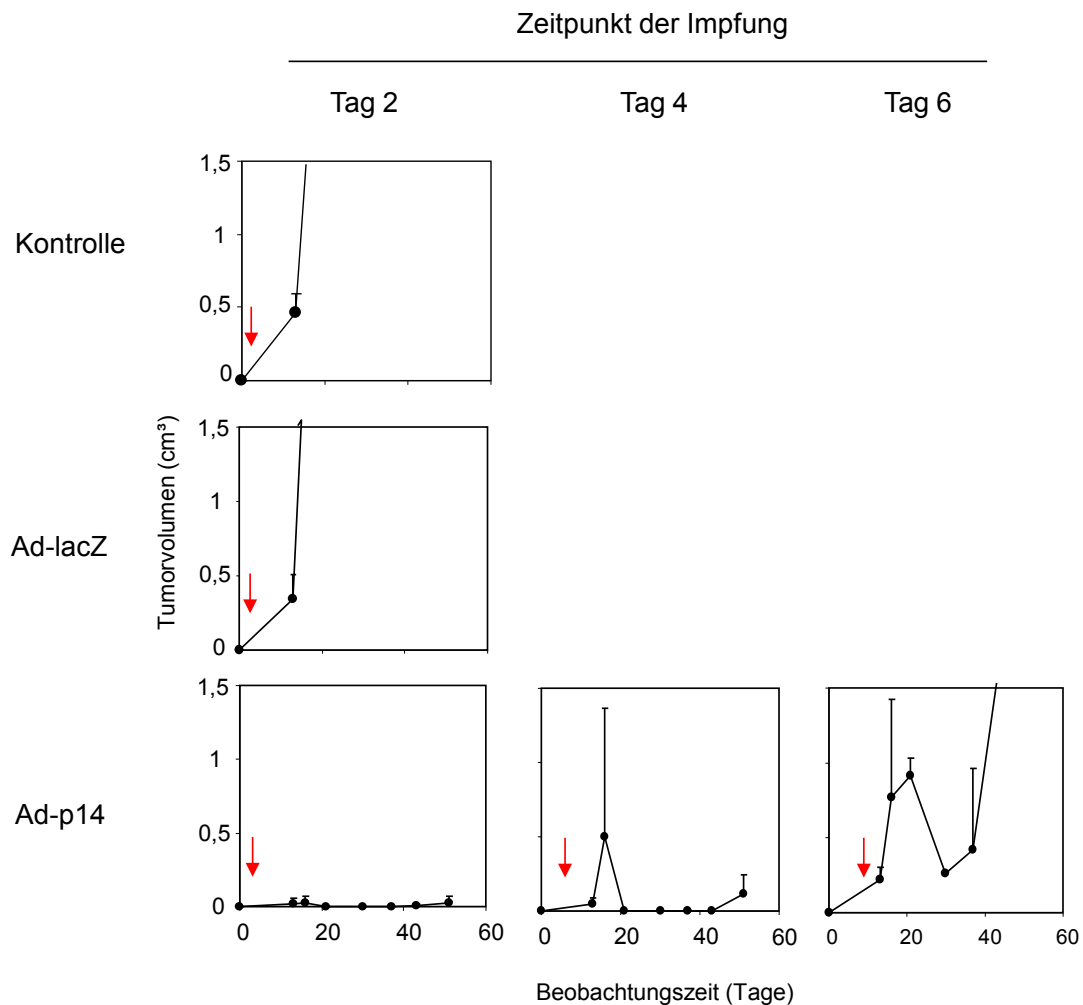 Zeitpunkt der Impfung
Tag 2 Tag 4 Tag 6
Kontrolle
1,5
1
0,5
0
Ad-lacZ
Tumorvolumen (cm³)
1,5
1
0,5
0
Ad-p14
1,5
1
0,5
0
0 20 40 60
0 20 40 60
0 20 40 60
Beobachtungszeit (Tage)